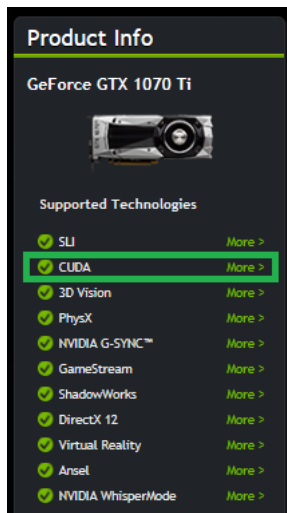 Product Info
GeForce GTX 1070 Ti
Supported Technologies
SLI More >
CUDA More >
3D Vision More >
PhysX More >
NVIDIA G-SYNC™ More >
GameStream More >
ShadowWorks More >
DirectX 12 More >
Virtual Reality More >
Ansel More >
NVIDIA WhisperMode More >